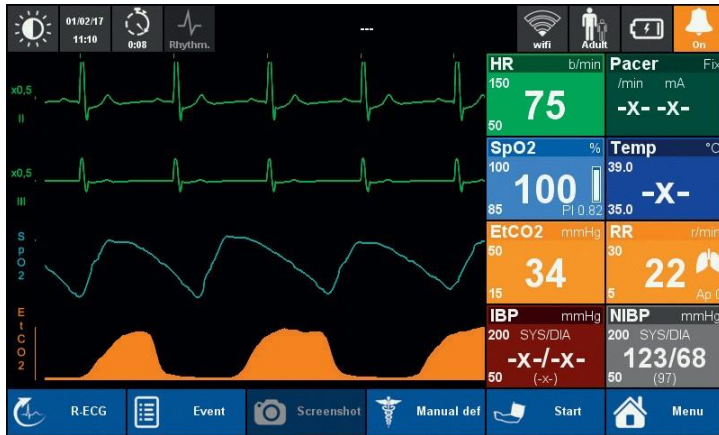 01/02/17
11:10
0:08
Rhythm.
---
wifi
Adult
On
x0,5
II
x0,5
III
SpO2
EtCO2
HR b/min
150
75
50
Pacer Fix
/min mA
-X- -X-
SpO2 %
100
100
85 PI 0.82
Temp °C
39.0
-X-
35.0
EtCO2 mmHg
50
34
15
RR r/min
30
22
5 Ap 0
IBP mmHg
200 SYS/DIA
-X-/-X-
50 (-x-)
NIBP mmHg
200 SYS/DIA
123/68
50 (97)
R-ECG
Event
Screenshot
Manual def
Start
Menu